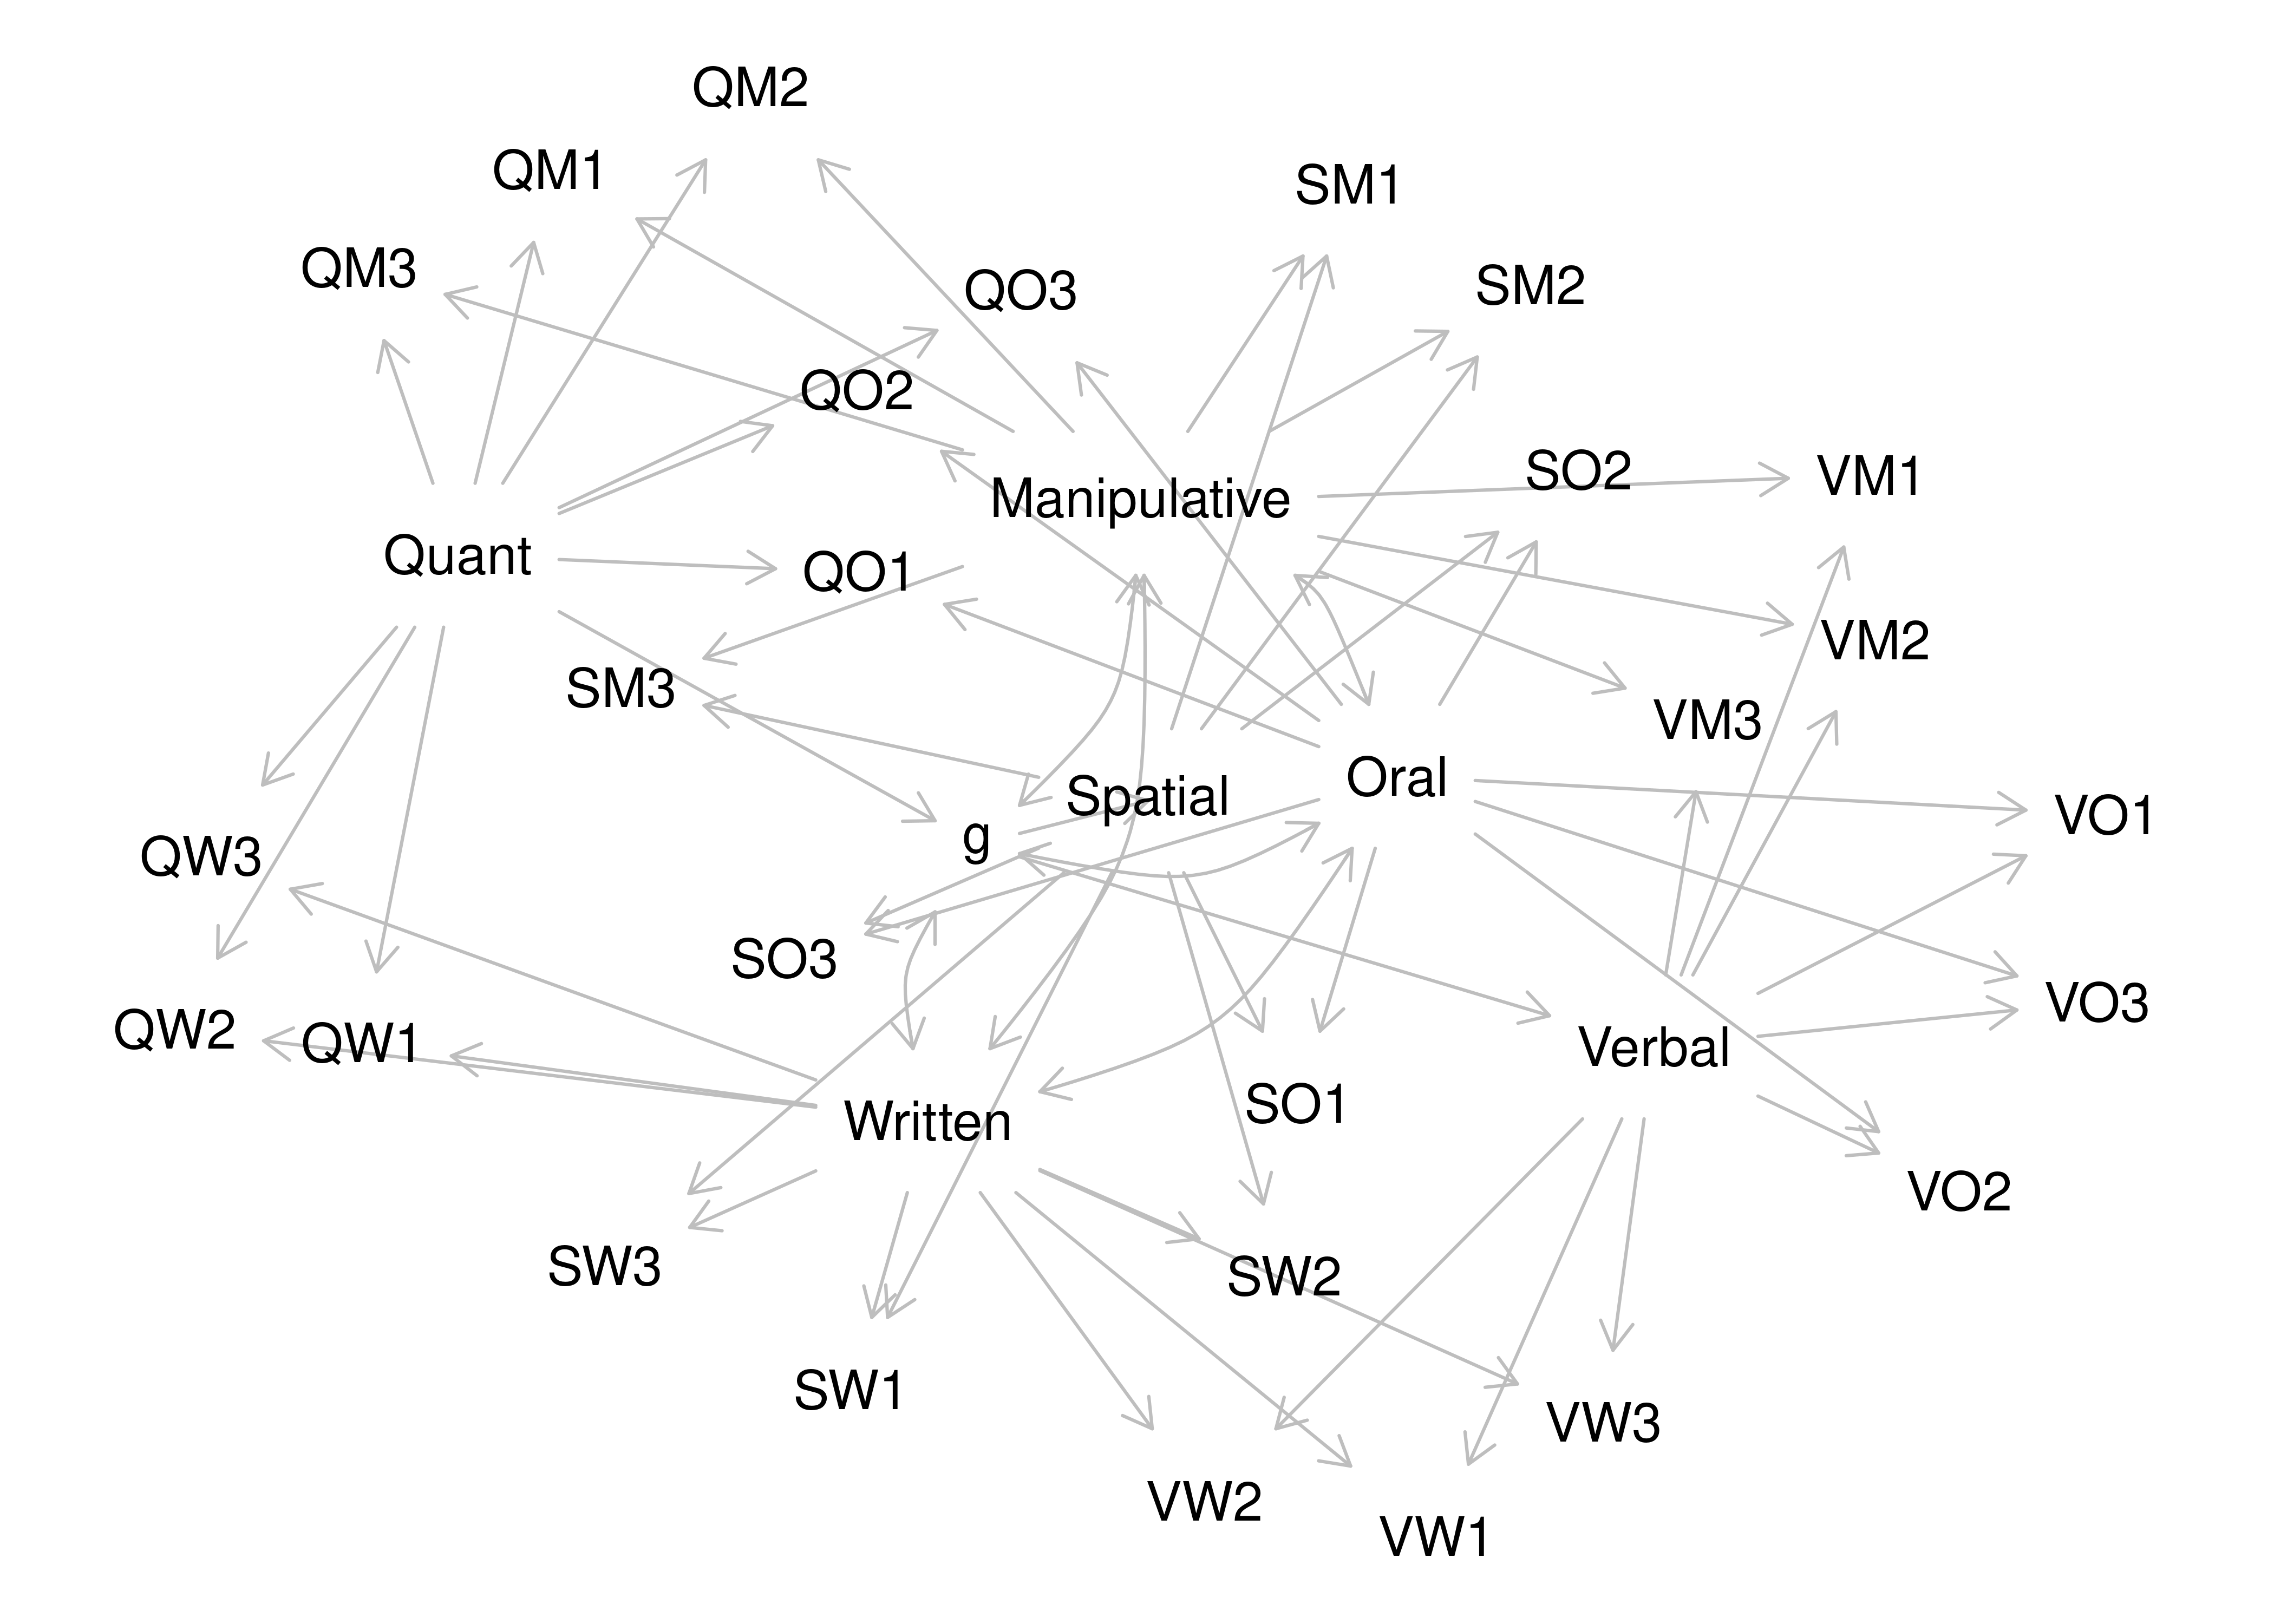 QM2
QM1
SM1
QM3
SM2
QO3
QO2
SO2
VM1
Manipulative
Quant
QO1
VM2
SM3
VM3
Oral
Spatial
VO1
g
QW3
SO3
VO3
QW2
QW1
Verbal
SO1
Written
VO2
SW3
SW2
SW1
VW3
VW2
VW1